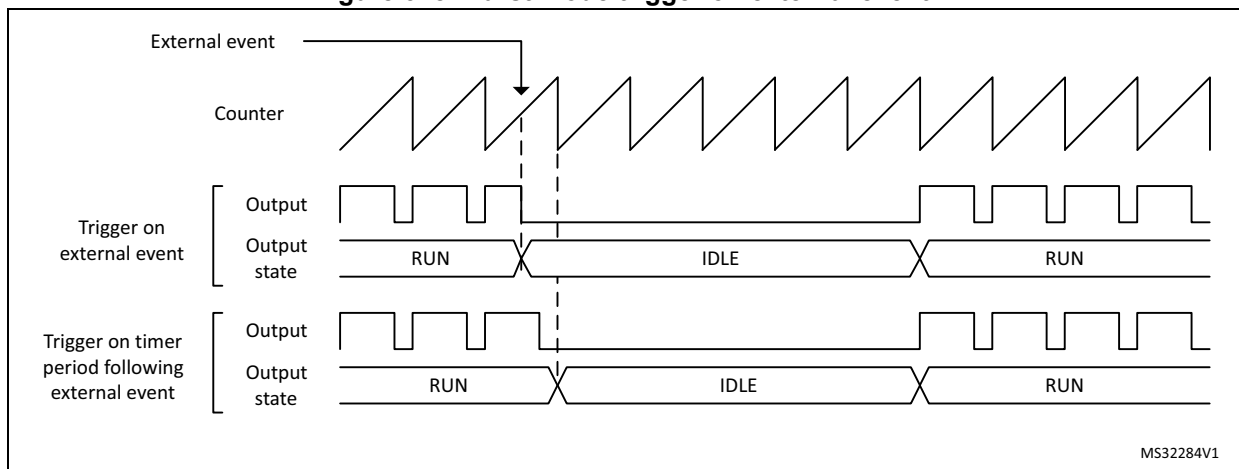 External event
Counter
Trigger on
external event
Output
Output
state
RUN
IDLE
RUN
Trigger on timer
period following
external event
Output
Output
state
RUN
IDLE
RUN
MS32284V1